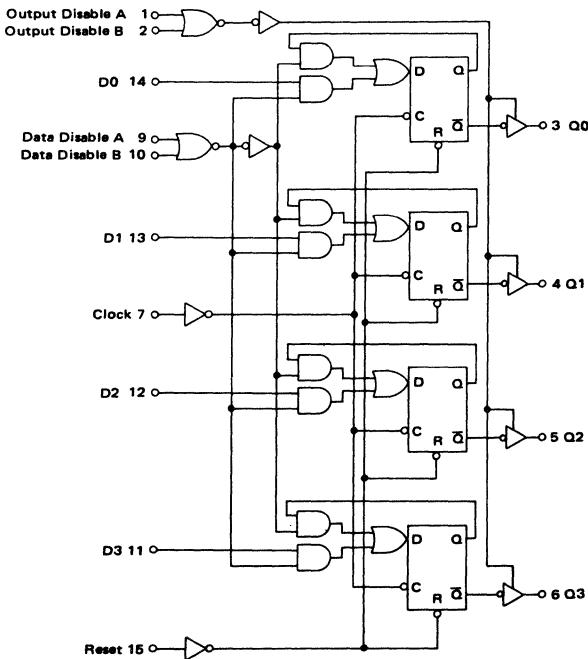 Output Disable A 1
Output Disable B 2
D Q
D0 14
C
Q̅ 3 Q0
R
Data Disable A 9
Data Disable B 10
D Q
D1 13
C
Q̅ 4 Q1
R
Clock 7
D Q
D2 12
C
Q̅ 5 Q2
R
D Q
D3 11
C
Q̅ 6 Q3
R
Reset 15